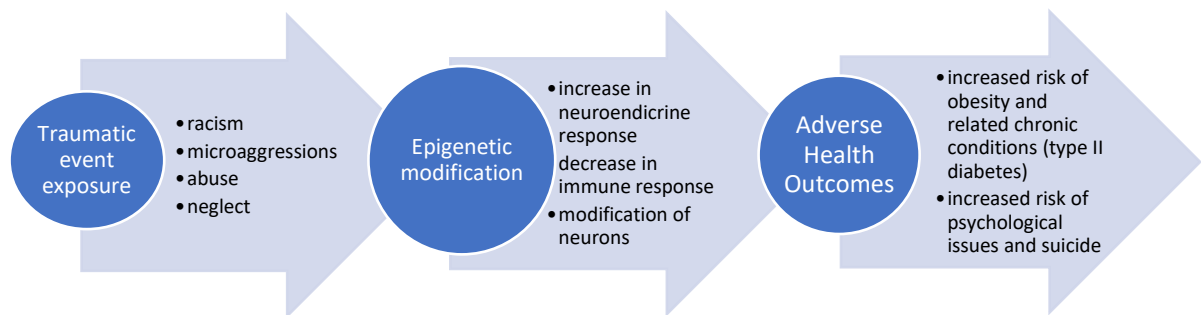 Traumatic
event
exposure
•racism
•microaggressions
•abuse
•neglect
Epigenetic
modification
•increase in
neuroendicrine
response
decrease in
immune response
•modification of
neurons
Adverse
Health
Outcomes
•increased risk of
obesity and
related chronic
conditions (type II
diabetes)
•increased risk of
psychological
issues and suicide